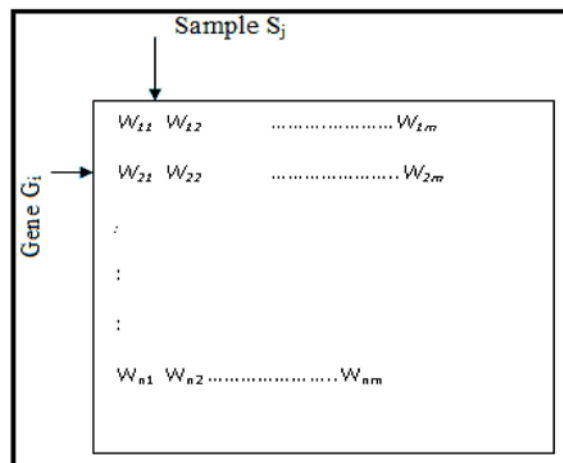 Sample Sj
W11 W12 ...................... W1m
Gene Gi
W21 W22 ...................... W2m
:
:
:
Wn1 Wn2 ...................... Wnm